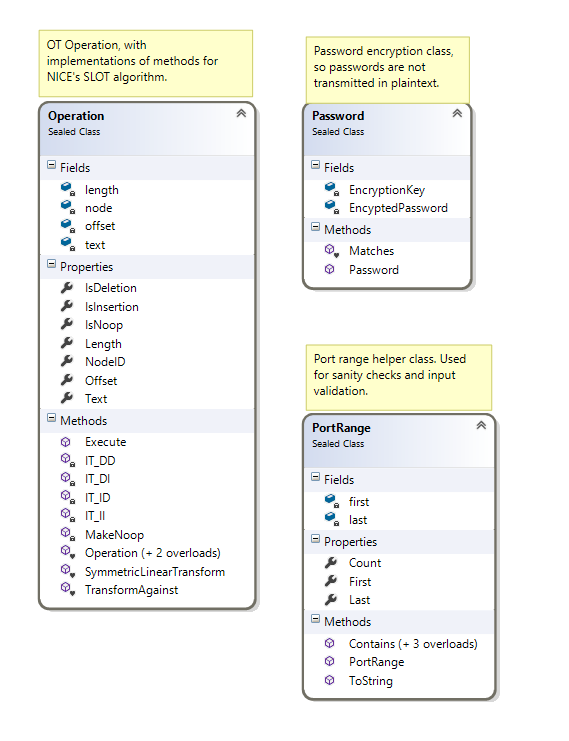 OT Operation, with
implementations of methods for
NICE's SLOT algorithm.
Operation
Sealed Class
Fields
length
node
offset
text
Properties
IsDeletion
IsInsertion
IsNoop
Length
NodeID
Offset
Text
Methods
Execute
IT_DD
IT_DI
IT_ID
IT_II
MakeNoop
Operation (+ 2 overloads)
SymmetricLinearTransform
TransformAgainst
Password encryption class,
so passwords are not
transmitted in plaintext.
Password
Sealed Class
Fields
EncryptionKey
EncyptedPassword
Methods
Matches
Password
Port range helper class. Used
for sanity checks and input
validation.
PortRange
Sealed Class
Fields
first
last
Properties
Count
First
Last
Methods
Contains (+ 3 overloads)
PortRange
ToString